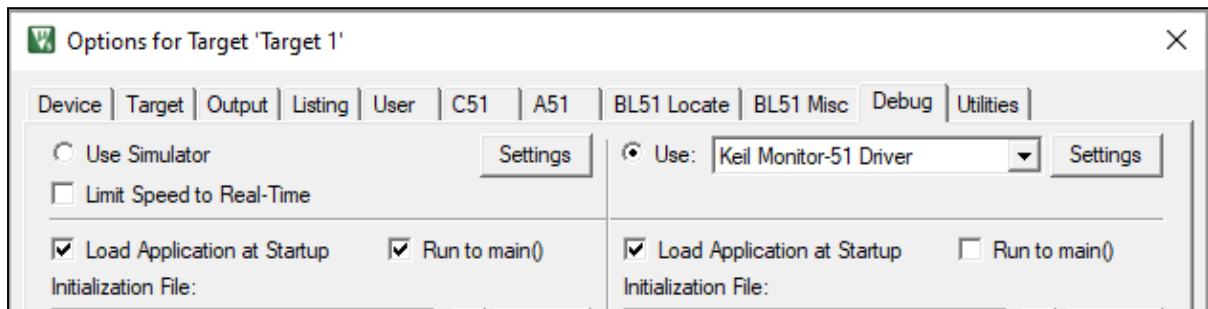 Options for Target 'Target 1'
Device Target Output Listing User C51 A51 BL51 Locate BL51 Misc Debug Utilities
Use Simulator Settings Use: Keil Monitor-51 Driver Settings
Limit Speed to Real-Time
Load Application at Startup Run to main() Load Application at Startup Run to main()
Initialization File: Initialization File: